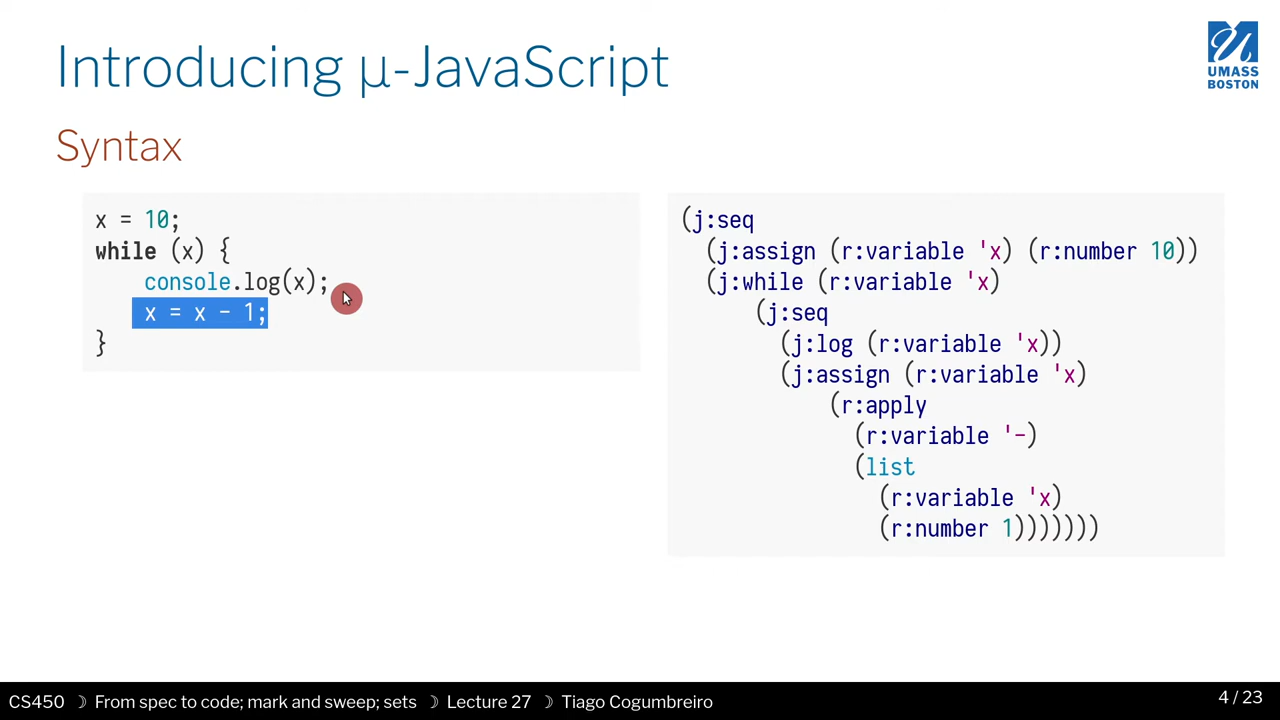 Introducing µ-JavaScript
UMASS
BOSTON
Syntax
x = 10;
while (x) {
    console.log(x);
    x = x - 1;
}
(j:seq
  (j:assign (r:variable 'x) (r:number 10))
  (j:while (r:variable 'x)
      (j:seq
        (j:log (r:variable 'x))
        (j:assign (r:variable 'x)
            (r:apply
              (r:variable '-)
              (list
                (r:variable 'x)
                (r:number 1)))))))
CS450 ☽ From spec to code; mark and sweep; sets ☽ Lecture 27 ☽ Tiago Cogumbreiro
4 / 23